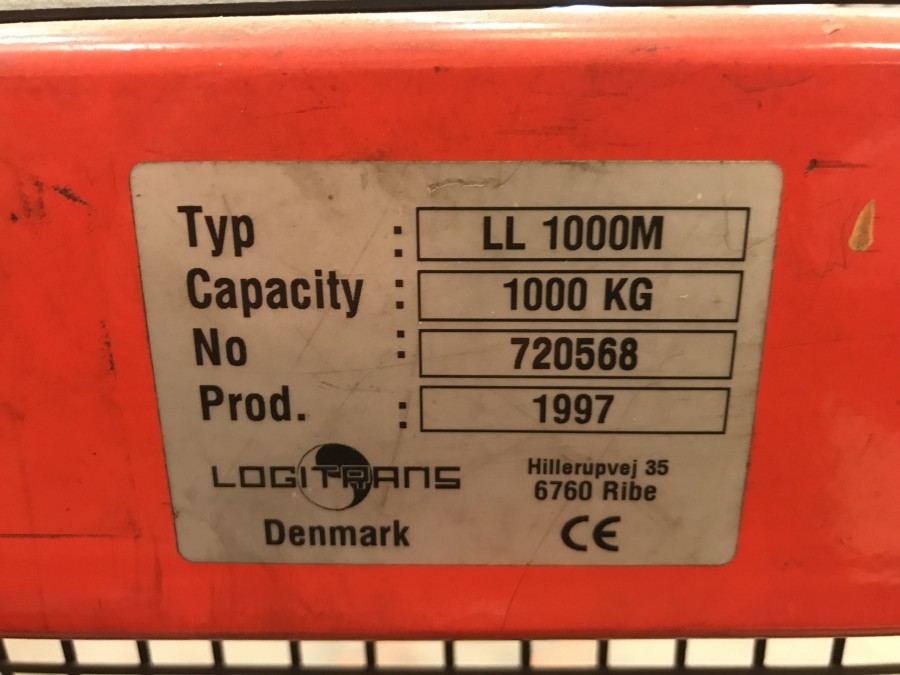 Typ : LL 1000M
Capacity : 1000 KG
No : 720568
Prod. : 1997
LOGITRANS
Denmark
Hillerupvej 35
6760 Ribe
CE